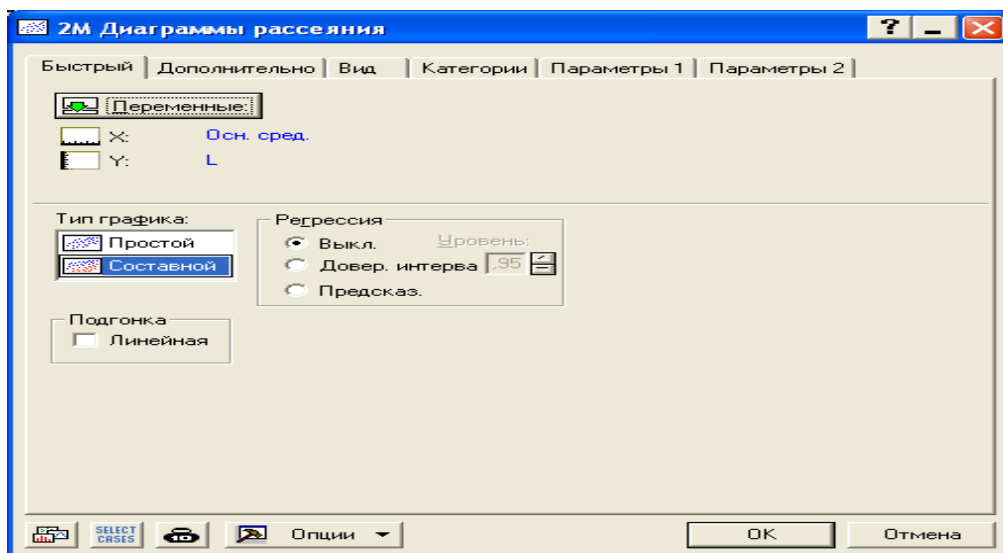 2М Диаграммы рассеяния
Быстрый Дополнительно Вид Категории Параметры 1 Параметры 2
Переменные:
X: Осн. сред.
Y: L
Тип графика:
Простой
Составной
Регрессия
Выкл. Уровень:
Довер. интерва ,95
Предсказ.
Подгонка
Линейная
SELECT
CASES
Опции
OK
Отмена